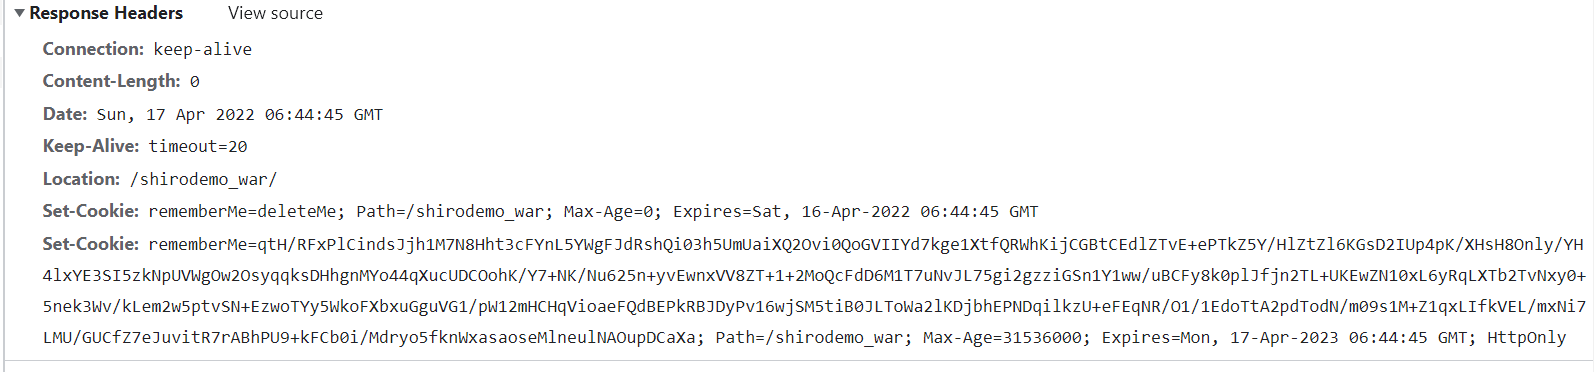 Response Headers View source
Connection: keep-alive
Content-Length: 0
Date: Sun, 17 Apr 2022 06:44:45 GMT
Keep-Alive: timeout=20
Location: /shirodemo_war/
Set-Cookie: rememberMe=deleteMe; Path=/shirodemo_war; Max-Age=0; Expires=Sat, 16-Apr-2022 06:44:45 GMT
Set-Cookie: rememberMe=qtH/RFxPlCindsJjh1M7N8Hht3cFYnL5YWgFJdRshQi03h5UmUaiXQ2Ovi0QoGVIIYd7kge1XtfQRWhKijCGBtCEdlZTvE+ePTkZ5Y/HlZtZl6KGsD2IUp4pK/XHsH8Only/YH
4lxYE3SI5zkNpUVWgOw2OsyqqksDHhgnMYo44qXucUDCOohK/Y7+NK/Nu625n+yvEwnxVV8ZT+1+2MoQcFdD6M1T7uNvJL75gi2gzziGSn1Y1ww/uBCFy8k0plJfjn2TL+UKEwZN10xL6yRqLXTb2TvNxy0+
5nek3Wv/kLem2w5ptvSN+EzwoTYy5WkoFXbxuGguVG1/pW12mHCHqVioaeFQdBEPkRBJDyPv16wjSM5tiB0JLToWa2lKDjbhEPNDqilkzU+eFEqNR/O1/1EdoTtA2pdTodN/m09s1M+Z1qxLIfkVEL/mxNi7
LMU/GUCfZ7eJuvitR7rABhPU9+kFCb0i/Mdryo5fknWxasaoseMlneulNAOupDCaXa; Path=/shirodemo_war; Max-Age=31536000; Expires=Mon, 17-Apr-2023 06:44:45 GMT; HttpOnly